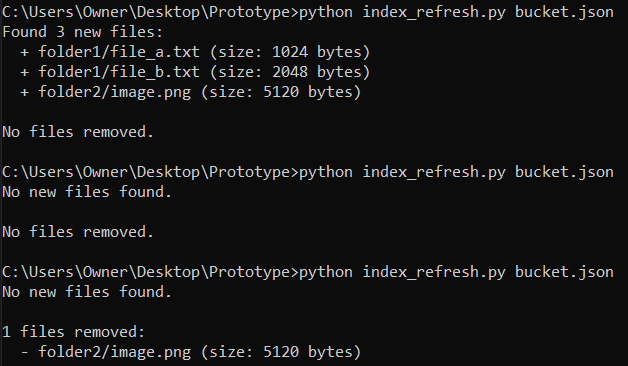 C:\Users\Owner\Desktop\Prototype>python index_refresh.py bucket.json
Found 3 new files:
  + folder1/file_a.txt (size: 1024 bytes)
  + folder1/file_b.txt (size: 2048 bytes)
  + folder2/image.png (size: 5120 bytes)

No files removed.

C:\Users\Owner\Desktop\Prototype>python index_refresh.py bucket.json
No new files found.

No files removed.

C:\Users\Owner\Desktop\Prototype>python index_refresh.py bucket.json
No new files found.

1 files removed:
  - folder2/image.png (size: 5120 bytes)